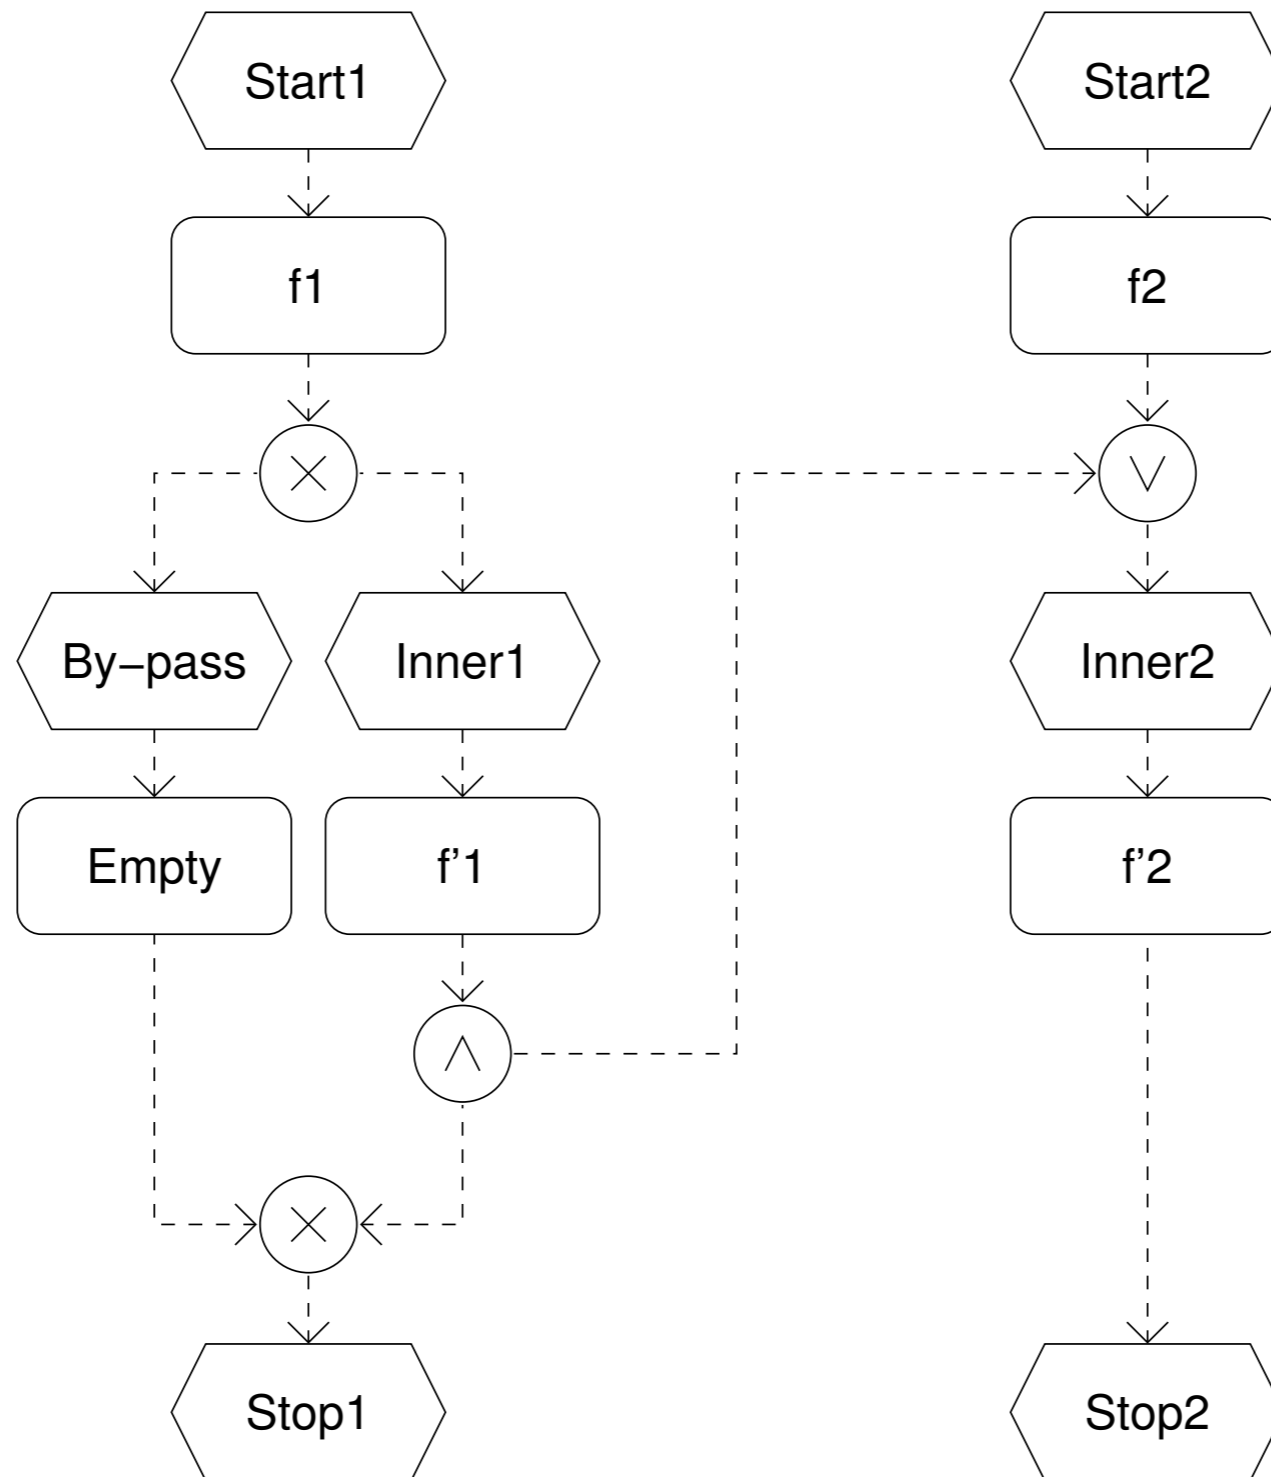 Start1
Start2
f1
f2
By−pass
Inner1
Inner2
Empty
f'1
f'2
Stop1
Stop2